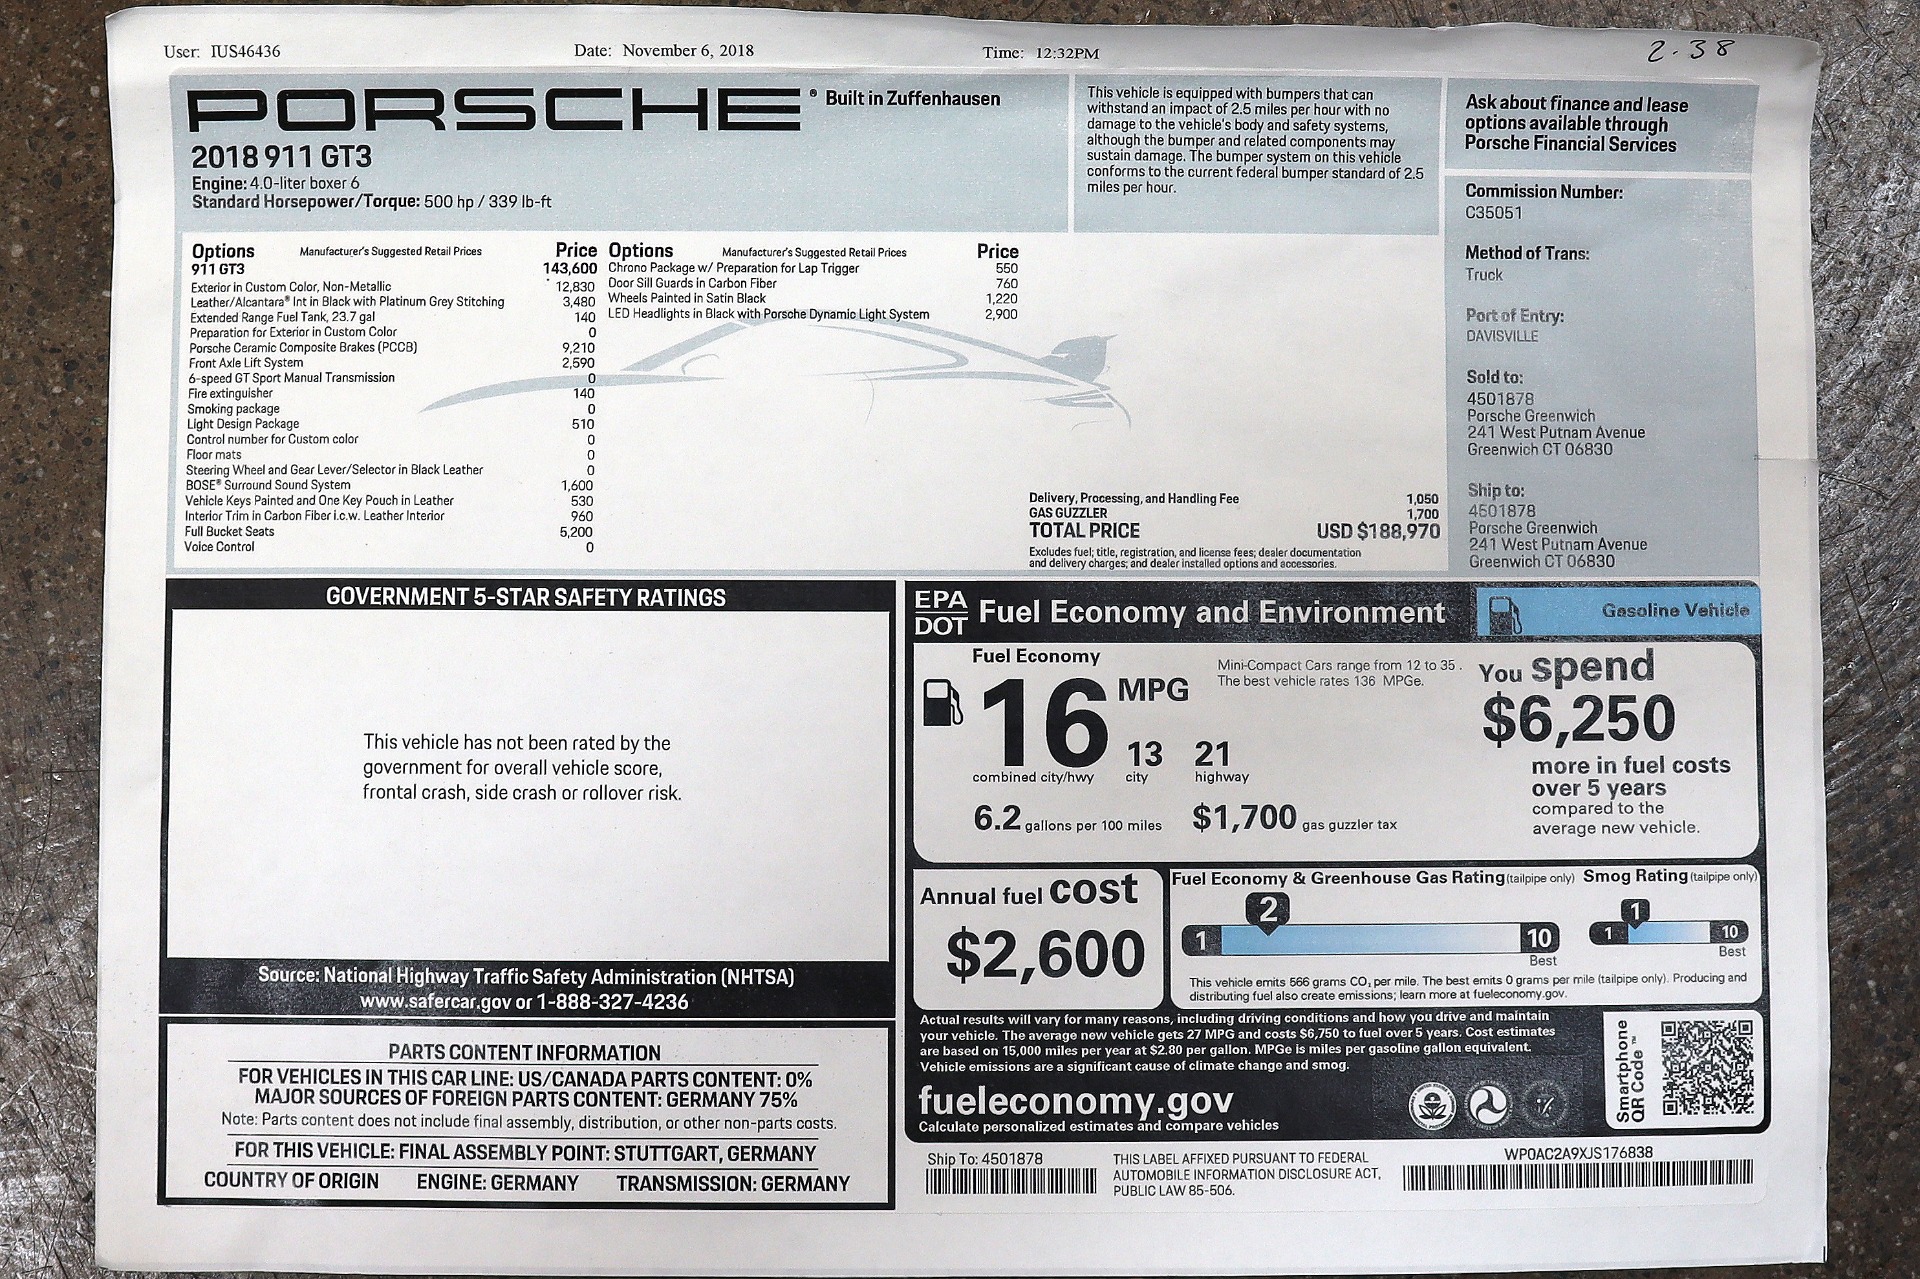 User: IUS46436 Date: November 6, 2018 Time: 12:32PM 2-38
PORSCHE® Built in Zuffenhausen
2018 911 GT3
Engine: 4.0-liter boxer 6
Standard Horsepower/Torque: 500 hp / 339 lb-ft
This vehicle is equipped with bumpers that can
withstand an impact of 2.5 miles per hour with no
damage to the vehicle's body and safety systems,
although the bumper and related components may
sustain damage. The bumper system on this vehicle
conforms to the current federal bumper standard of 2.5
miles per hour.
Ask about finance and lease
options available through
Porsche Financial Services
Commission Number:
C35051
Method of Trans:
Truck
Port of Entry:
DAVISVILLE
Sold to:
4501878
Porsche Greenwich
241 West Putnam Avenue
Greenwich CT 06830
Ship to:
4501878
Porsche Greenwich
241 West Putnam Avenue
Greenwich CT 06830
Options Manufacturer's Suggested Retail Prices Price
911 GT3 143,600
Exterior in Custom Color, Non-Metallic 12,830
Leather/Alcantara® Int in Black with Platinum Grey Stitching 3,480
Extended Range Fuel Tank, 23.7 gal 140
Preparation for Exterior in Custom Color 0
Porsche Ceramic Composite Brakes (PCCB) 9,210
Front Axle Lift System 2,590
6-speed GT Sport Manual Transmission 0
Fire extinguisher 140
Smoking package 0
Light Design Package 510
Control number for Custom color 0
Floor mats 0
Steering Wheel and Gear Lever/Selector in Black Leather 0
BOSE® Surround Sound System 1,600
Vehicle Keys Painted and One Key Pouch in Leather 530
Interior Trim in Carbon Fiber i.c.w. Leather Interior 960
Full Bucket Seats 5,200
Voice Control 0
Options Manufacturer's Suggested Retail Prices Price
Chrono Package w/ Preparation for Lap Trigger 550
Door Sill Guards in Carbon Fiber 760
Wheels Painted in Satin Black 1,220
LED Headlights in Black with Porsche Dynamic Light System 2,900
Delivery, Processing, and Handling Fee 1,050
GAS GUZZLER 1,700
TOTAL PRICE USD $188,970
Excludes fuel; title, registration, and license fees; dealer documentation
and delivery charges; and dealer installed options and accessories.
GOVERNMENT 5-STAR SAFETY RATINGS
This vehicle has not been rated by the
government for overall vehicle score,
frontal crash, side crash or rollover risk.
Source: National Highway Traffic Safety Administration (NHTSA)
www.safercar.gov or 1-888-327-4236
PARTS CONTENT INFORMATION
FOR VEHICLES IN THIS CAR LINE: US/CANADA PARTS CONTENT: 0%
MAJOR SOURCES OF FOREIGN PARTS CONTENT: GERMANY 75%
Note: Parts content does not include final assembly, distribution, or other non-parts costs.
FOR THIS VEHICLE: FINAL ASSEMBLY POINT: STUTTGART, GERMANY
COUNTRY OF ORIGIN ENGINE: GERMANY TRANSMISSION: GERMANY
EPA
DOT
Fuel Economy and Environment
Gasoline Vehicle
Fuel Economy
16 MPG
combined city/hwy
13
city
21
highway
Mini-Compact Cars range from 12 to 35 .
The best vehicle rates 136 MPGe.
6.2 gallons per 100 miles
$1,700 gas guzzler tax
You spend
$6,250
more in fuel costs
over 5 years
compared to the
average new vehicle.
Annual fuel cost
$2,600
Fuel Economy & Greenhouse Gas Rating (tailpipe only)
2
1 10
Best
Smog Rating (tailpipe only)
1
1 10
Best
This vehicle emits 566 grams CO₂ per mile. The best emits 0 grams per mile (tailpipe only). Producing and
distributing fuel also create emissions; learn more at fueleconomy.gov.
Actual results will vary for many reasons, including driving conditions and how you drive and maintain
your vehicle. The average new vehicle gets 27 MPG and costs $6,750 to fuel over 5 years. Cost estimates
are based on 15,000 miles per year at $2.80 per gallon. MPGe is miles per gasoline gallon equivalent.
Vehicle emissions are a significant cause of climate change and smog.
fueleconomy.gov
Calculate personalized estimates and compare vehicles
Smartphone
QR Code™
Ship To: 4501878
THIS LABEL AFFIXED PURSUANT TO FEDERAL
AUTOMOBILE INFORMATION DISCLOSURE ACT,
PUBLIC LAW 85-506.
WP0AC2A9XJS176838